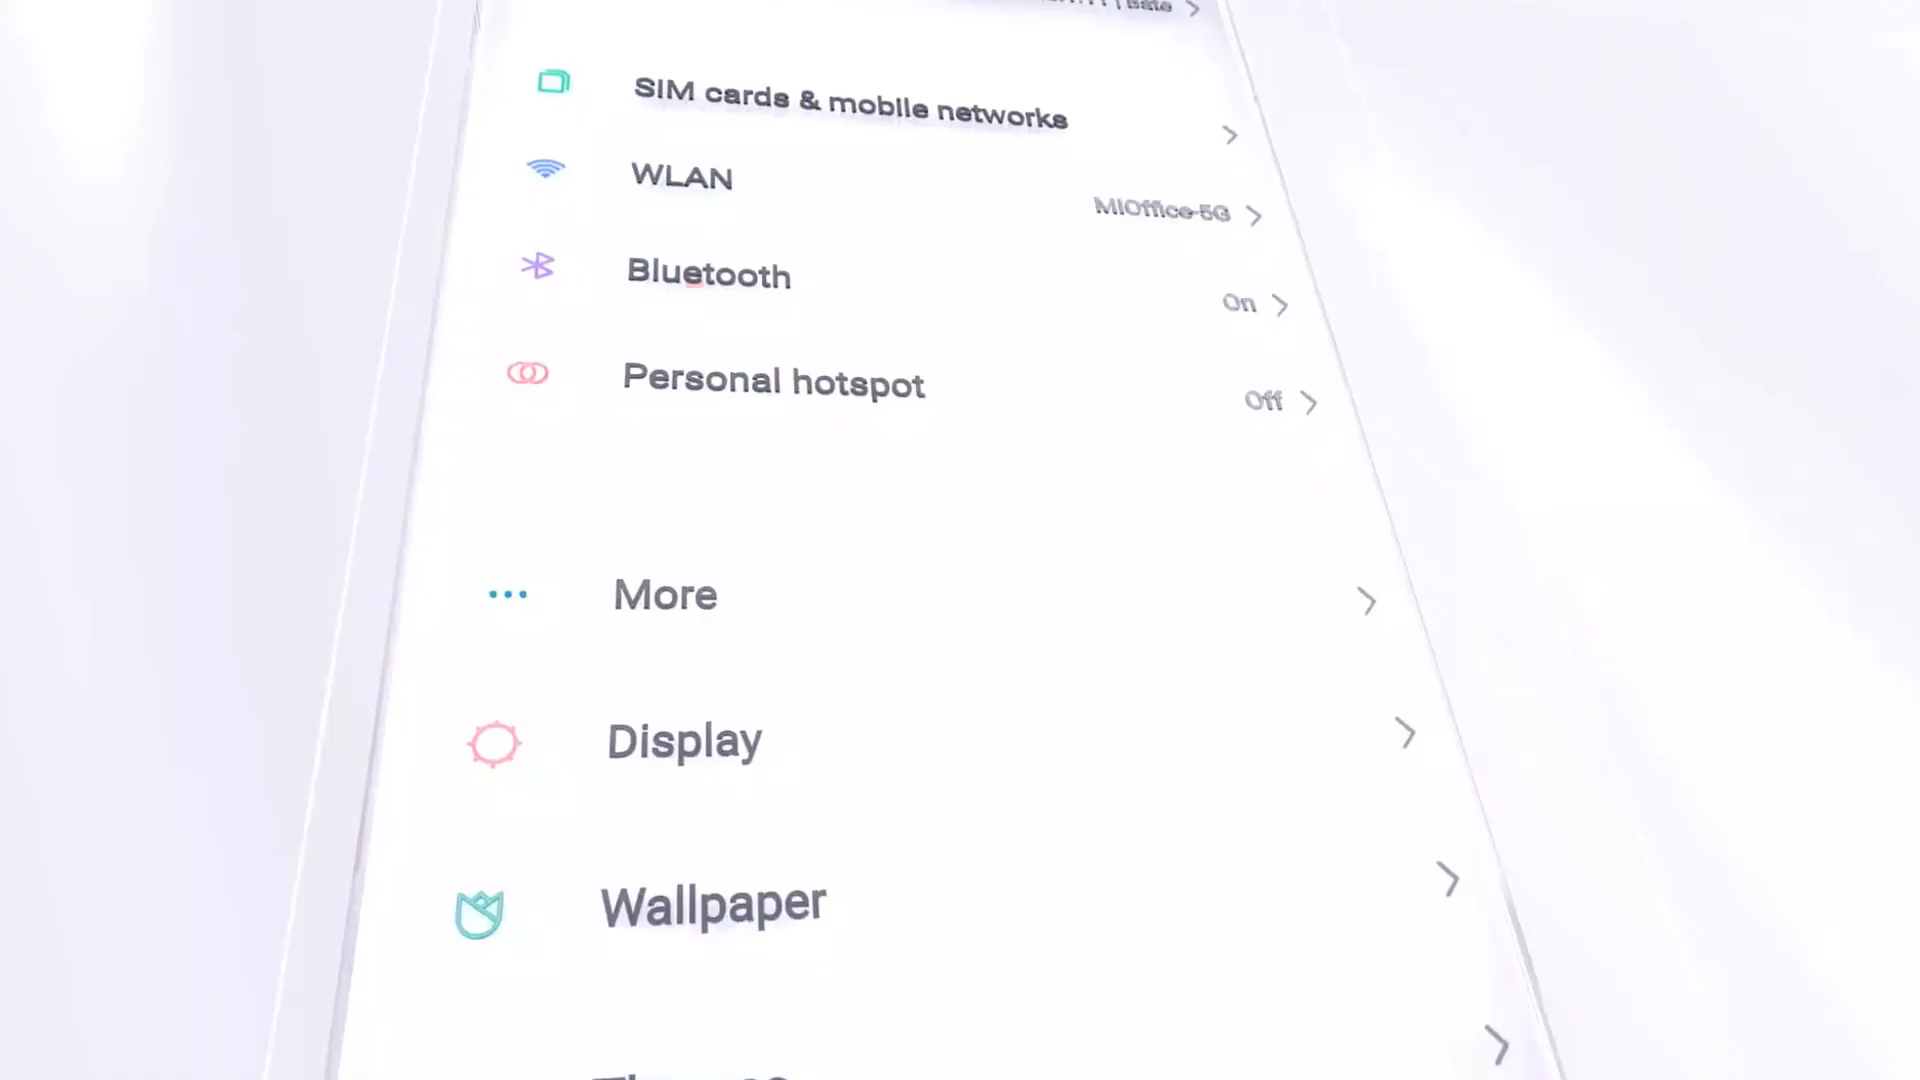 SIM cards & mobile networks
WLAN
MIOffice-5G
Bluetooth
On
Personal hotspot
Off
More
Display
Wallpaper